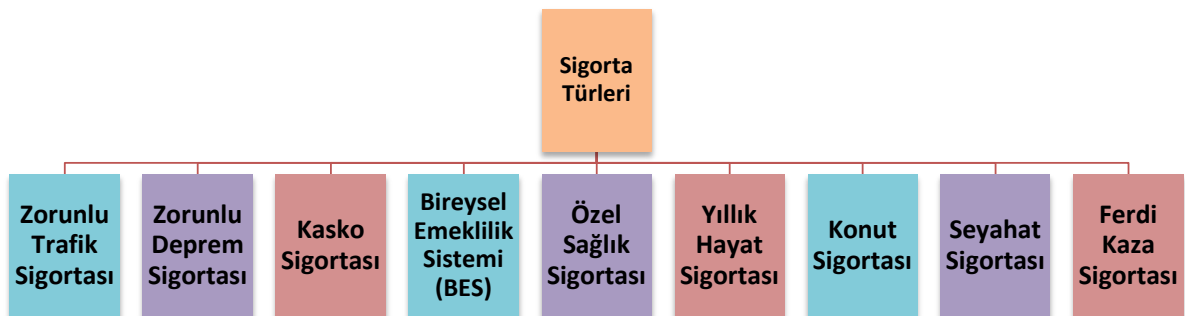 Sigorta
Türleri
Zorunlu
Trafik
Sigortası
Zorunlu
Deprem
Sigortası
Kasko
Sigortası
Bireysel
Emeklilik
Sistemi
(BES)
Özel
Sağlık
Sigortası
Yıllık
Hayat
Sigortası
Konut
Sigortası
Seyahat
Sigortası
Ferdi
Kaza
Sigortası